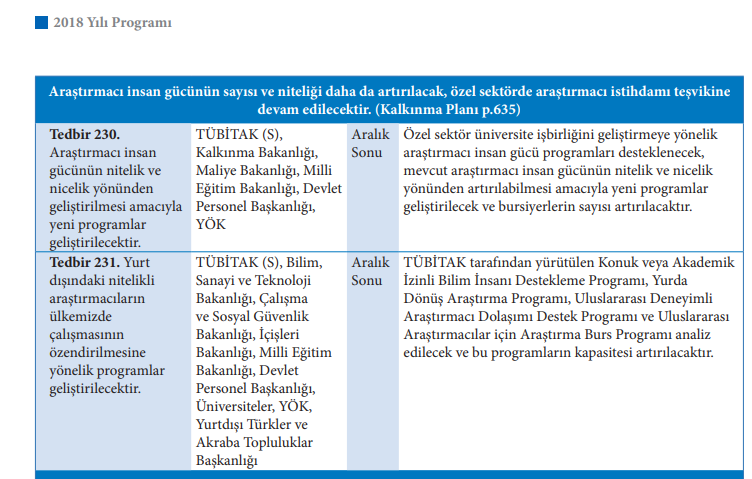 2018 Yılı Programı
Araştırmacı insan gücünün sayısı ve niteliği daha da artırılacak, özel sektörde araştırmacı istihdamı teşvikine
devam edilecektir. (Kalkınma Planı p.635)
Tedbir 230.
Araştırmacı insan
gücünün nitelik ve
nicelik yönünden
geliştirilmesi amacıyla
yeni programlar
geliştirilecektir.
TÜBİTAK (S),
Kalkınma Bakanlığı,
Maliye Bakanlığı, Milli
Eğitim Bakanlığı, Devlet
Personel Başkanlığı,
YÖK
Aralık
Sonu
Özel sektör üniversite işbirliğini geliştirmeye yönelik
araştırmacı insan gücü programları desteklenecek,
mevcut araştırmacı insan gücünün nitelik ve nicelik
yönünden artırılabilmesi amacıyla yeni programlar
geliştirilecek ve bursiyerlerin sayısı artırılacaktır.
Tedbir 231. Yurt
dışındaki nitelikli
araştırmacıların
ülkemizde
çalışmasının
özendirilmesine
yönelik programlar
geliştirilecektir.
TÜBİTAK (S), Bilim,
Sanayi ve Teknoloji
Bakanlığı, Çalışma
ve Sosyal Güvenlik
Bakanlığı, İçişleri
Bakanlığı, Milli Eğitim
Bakanlığı, Devlet
Personel Başkanlığı,
Üniversiteler, YÖK,
Yurtdışı Türkler ve
Akraba Topluluklar
Başkanlığı
Aralık
Sonu
TÜBİTAK tarafından yürütülen Konuk veya Akademik
İzinli Bilim İnsanı Destekleme Programı, Yurda
Dönüş Araştırma Programı, Uluslararası Deneyimli
Araştırmacı Dolaşımı Destek Programı ve Uluslararası
Araştırmacılar için Araştırma Burs Programı analiz
edilecek ve bu programların kapasitesi artırılacaktır.